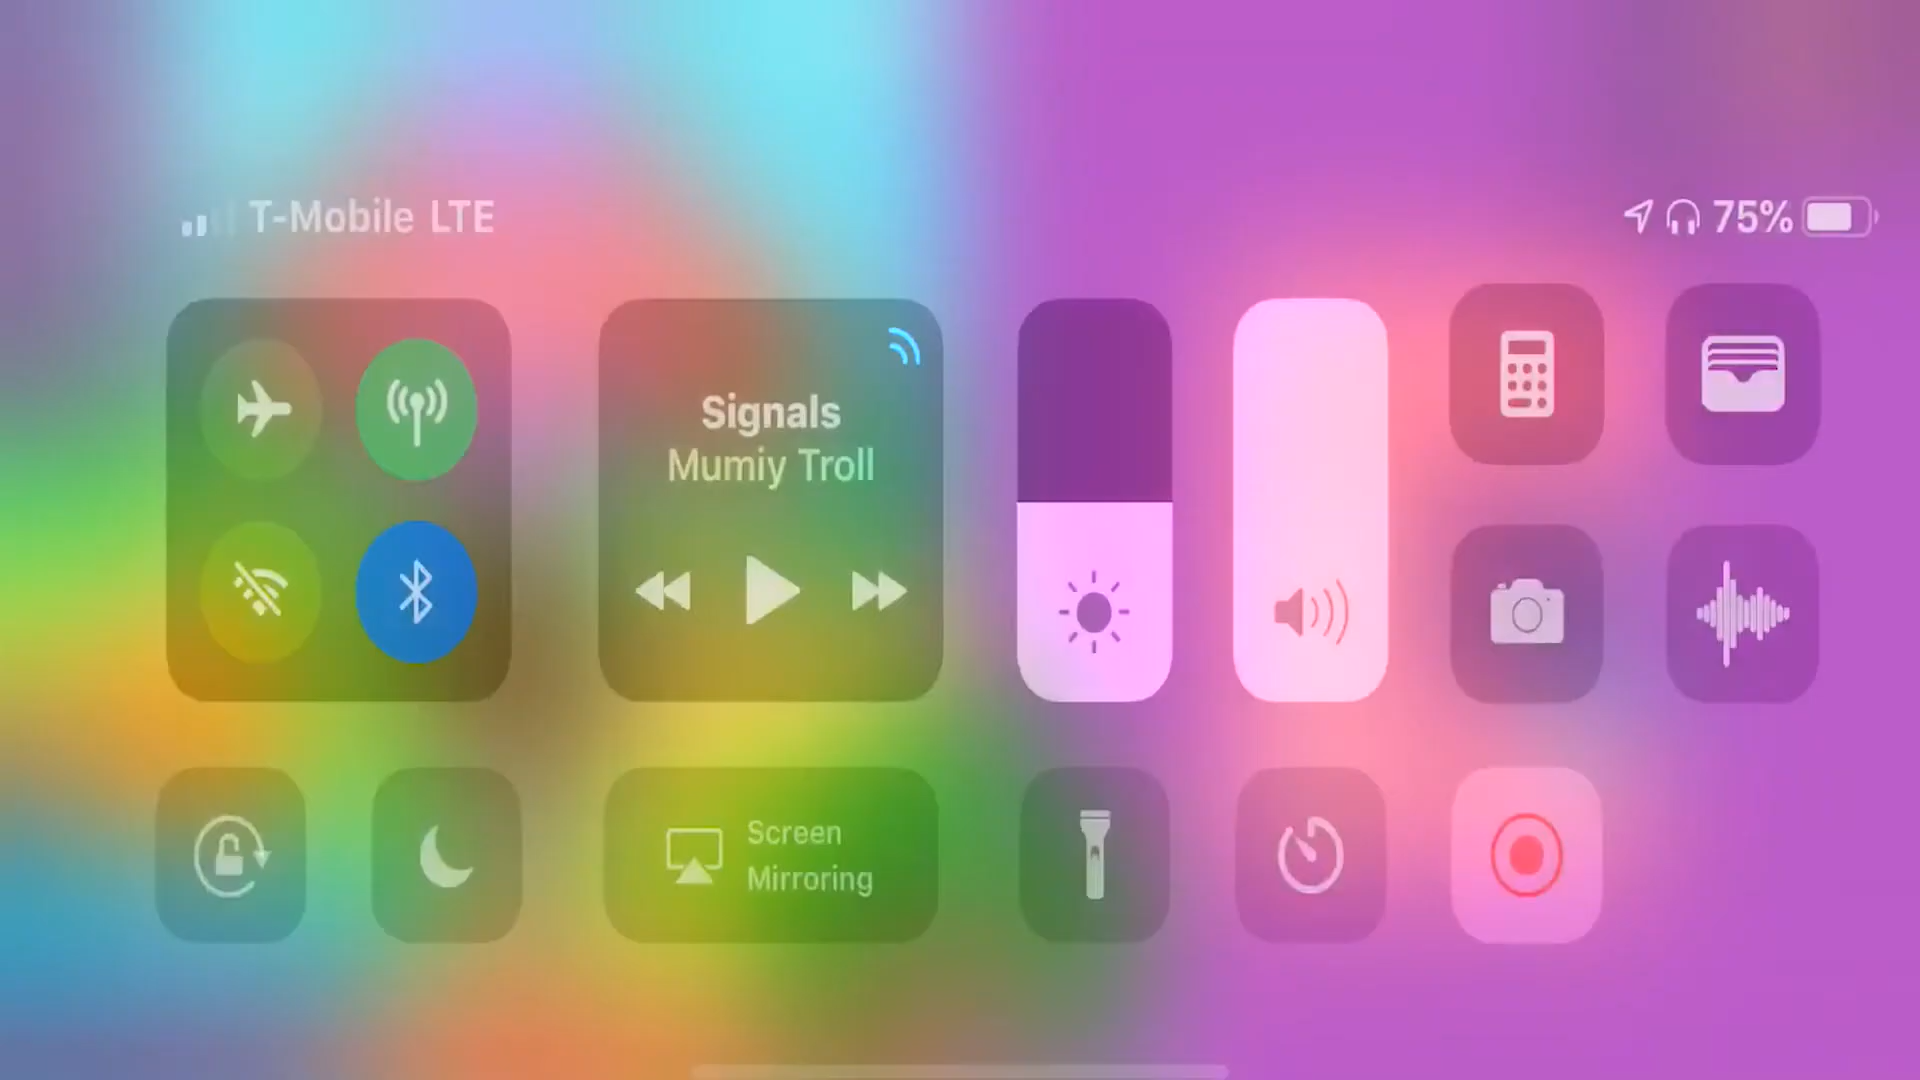 T-Mobile LTE
75%
Signals
Mumiy Troll
Screen
Mirroring